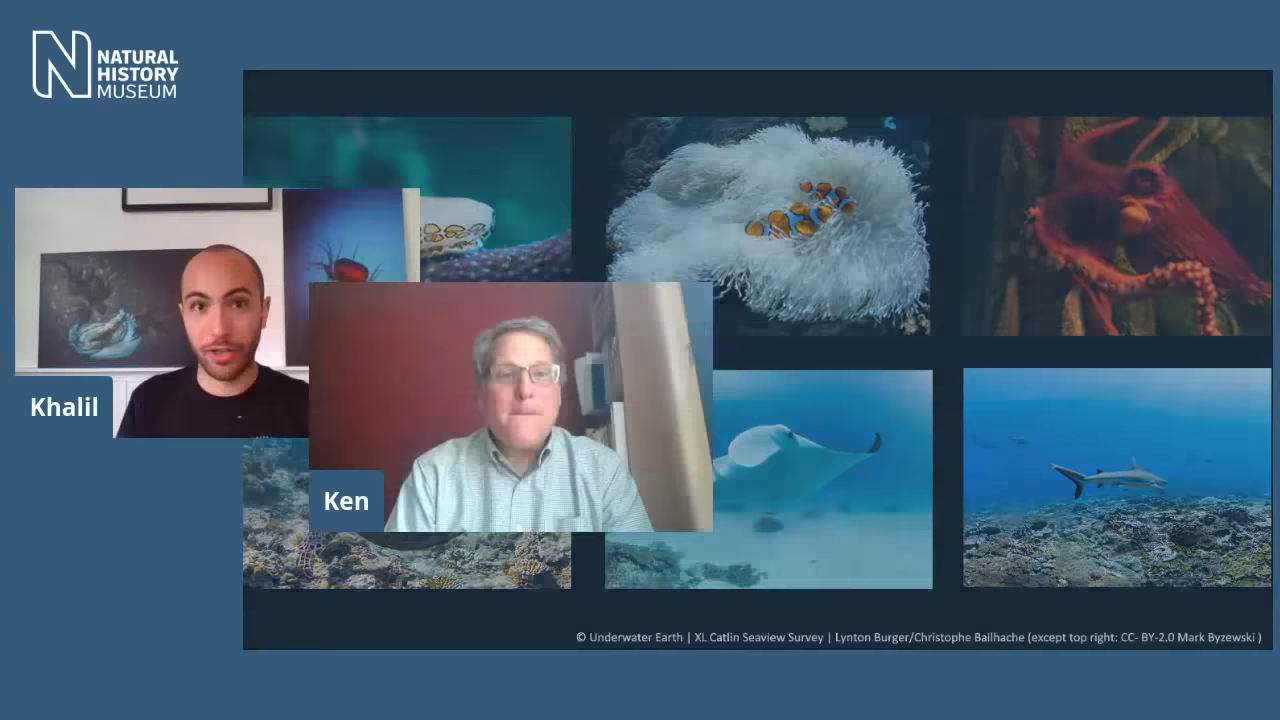 NATURAL
HISTORY
MUSEUM
Khalil
Ken
© Underwater Earth | XL Catlin Seaview Survey | Lynton Burger/Christophe Bailhache (except top right: CC- BY-2.0 Mark Byzewski )